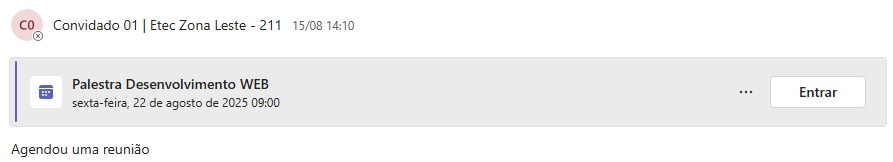 C0 Convidado 01 | Etec Zona Leste - 211 15/08 14:10
Palestra Desenvolvimento WEB
sexta-feira, 22 de agosto de 2025 09:00
... Entrar
Agendou uma reunião